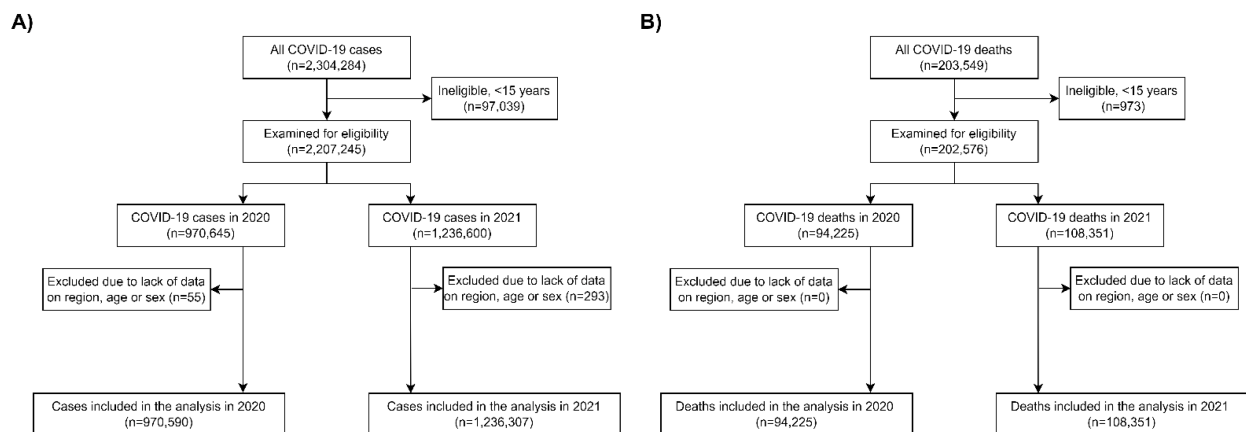 A)
All COVID-19 cases
(n=2,304,284)
Ineligible, <15 years
(n=97,039)
Examined for eligibility
(n=2,207,245)
COVID-19 cases in 2020
(n=970,645)
COVID-19 cases in 2021
(n=1,236,600)
Excluded due to lack of data
on region, age or sex (n=55)
Excluded due to lack of data
on region, age or sex (n=293)
Cases included in the analysis in 2020
(n=970,590)
Cases included in the analysis in 2021
(n=1,236,307)
B)
All COVID-19 deaths
(n=203,549)
Ineligible, <15 years
(n=973)
Examined for eligibility
(n=202,576)
COVID-19 deaths in 2020
(n=94,225)
COVID-19 deaths in 2021
(n=108,351)
Excluded due to lack of data
on region, age or sex (n=0)
Excluded due to lack of data
on region, age or sex (n=0)
Deaths included in the analysis in 2020
(n=94,225)
Deaths included in the analysis in 2021
(n=108,351)